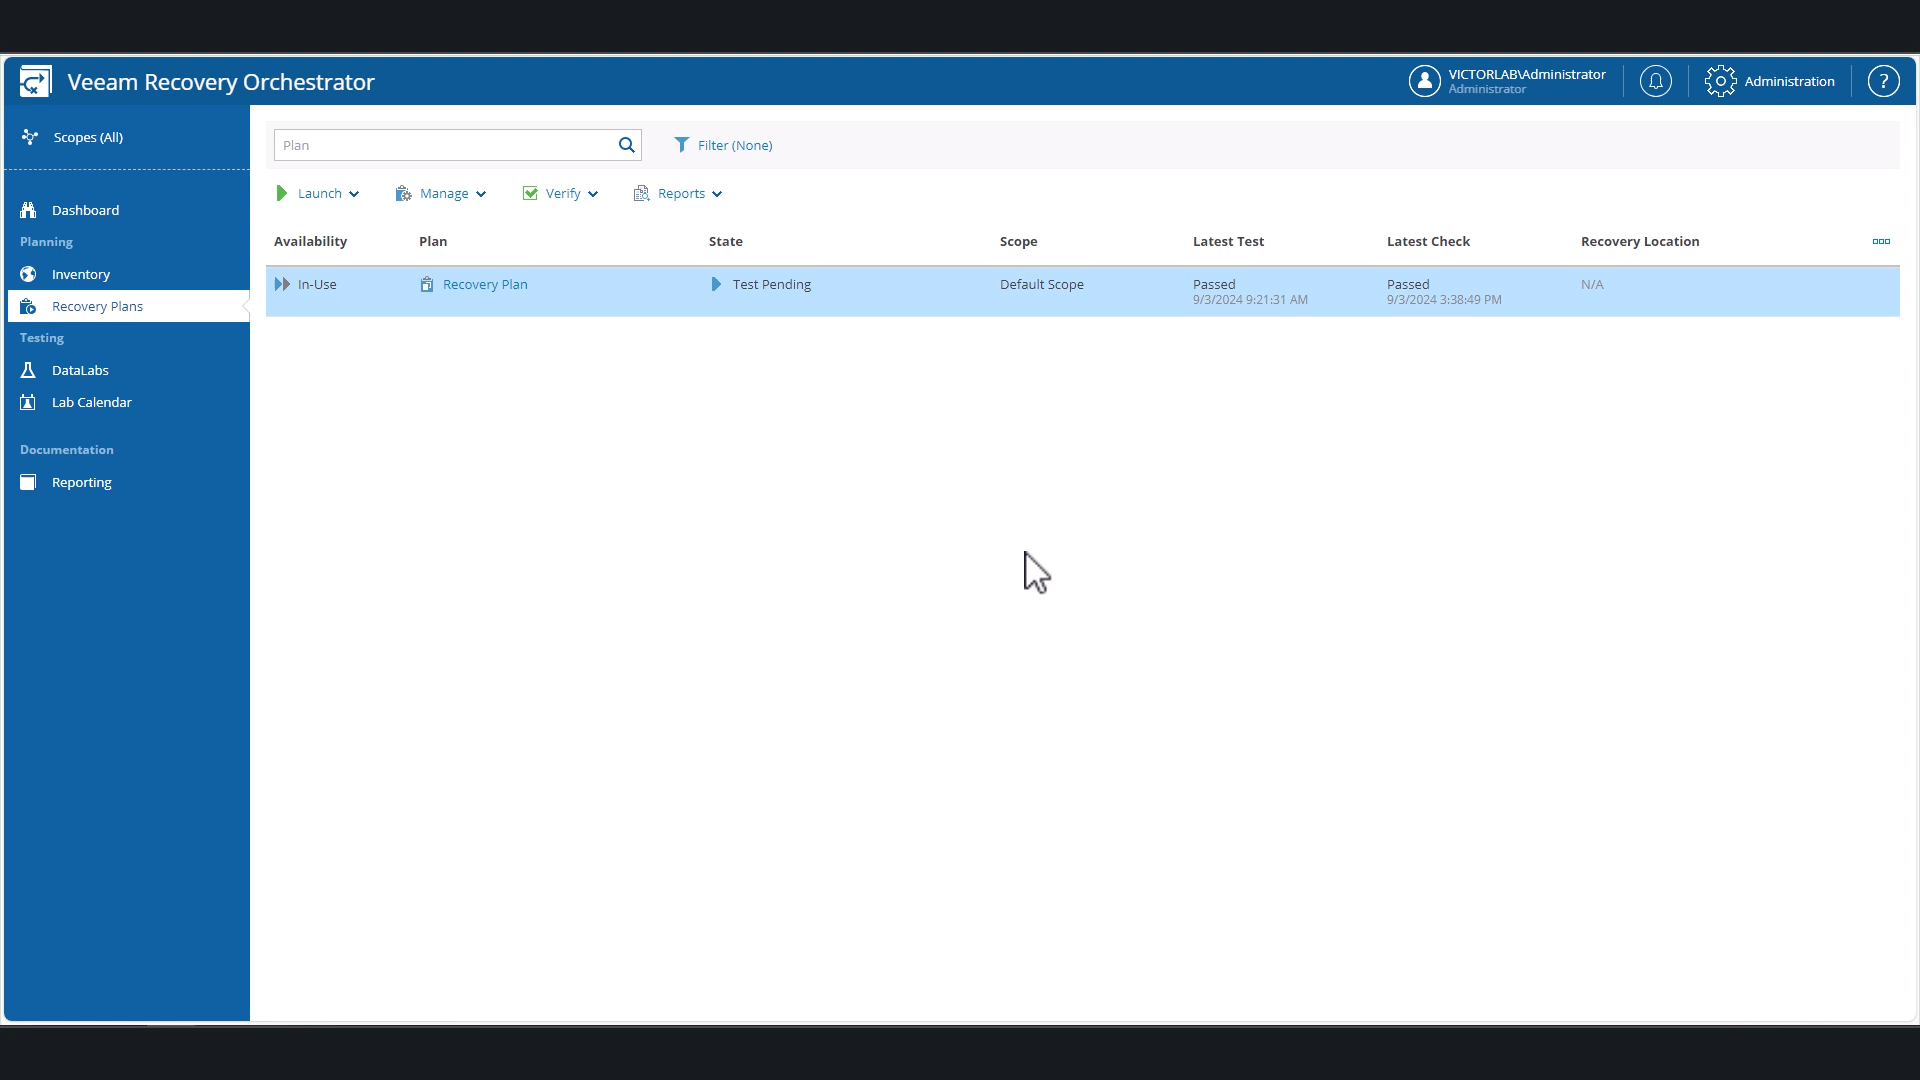 Veeam Recovery Orchestrator
VICTORLAB\Administrator
Administrator
Administration
?
Scopes (All)
Dashboard
Planning
Inventory
Recovery Plans
Testing
DataLabs
Lab Calendar
Documentation
Reporting
Plan
Filter (None)
Launch
Manage
Verify
Reports
Availability Plan State Scope Latest Test Latest Check Recovery Location
In-Use Recovery Plan Test Pending Default Scope Passed Passed N/A
9/3/2024 9:21:31 AM 9/3/2024 3:38:49 PM